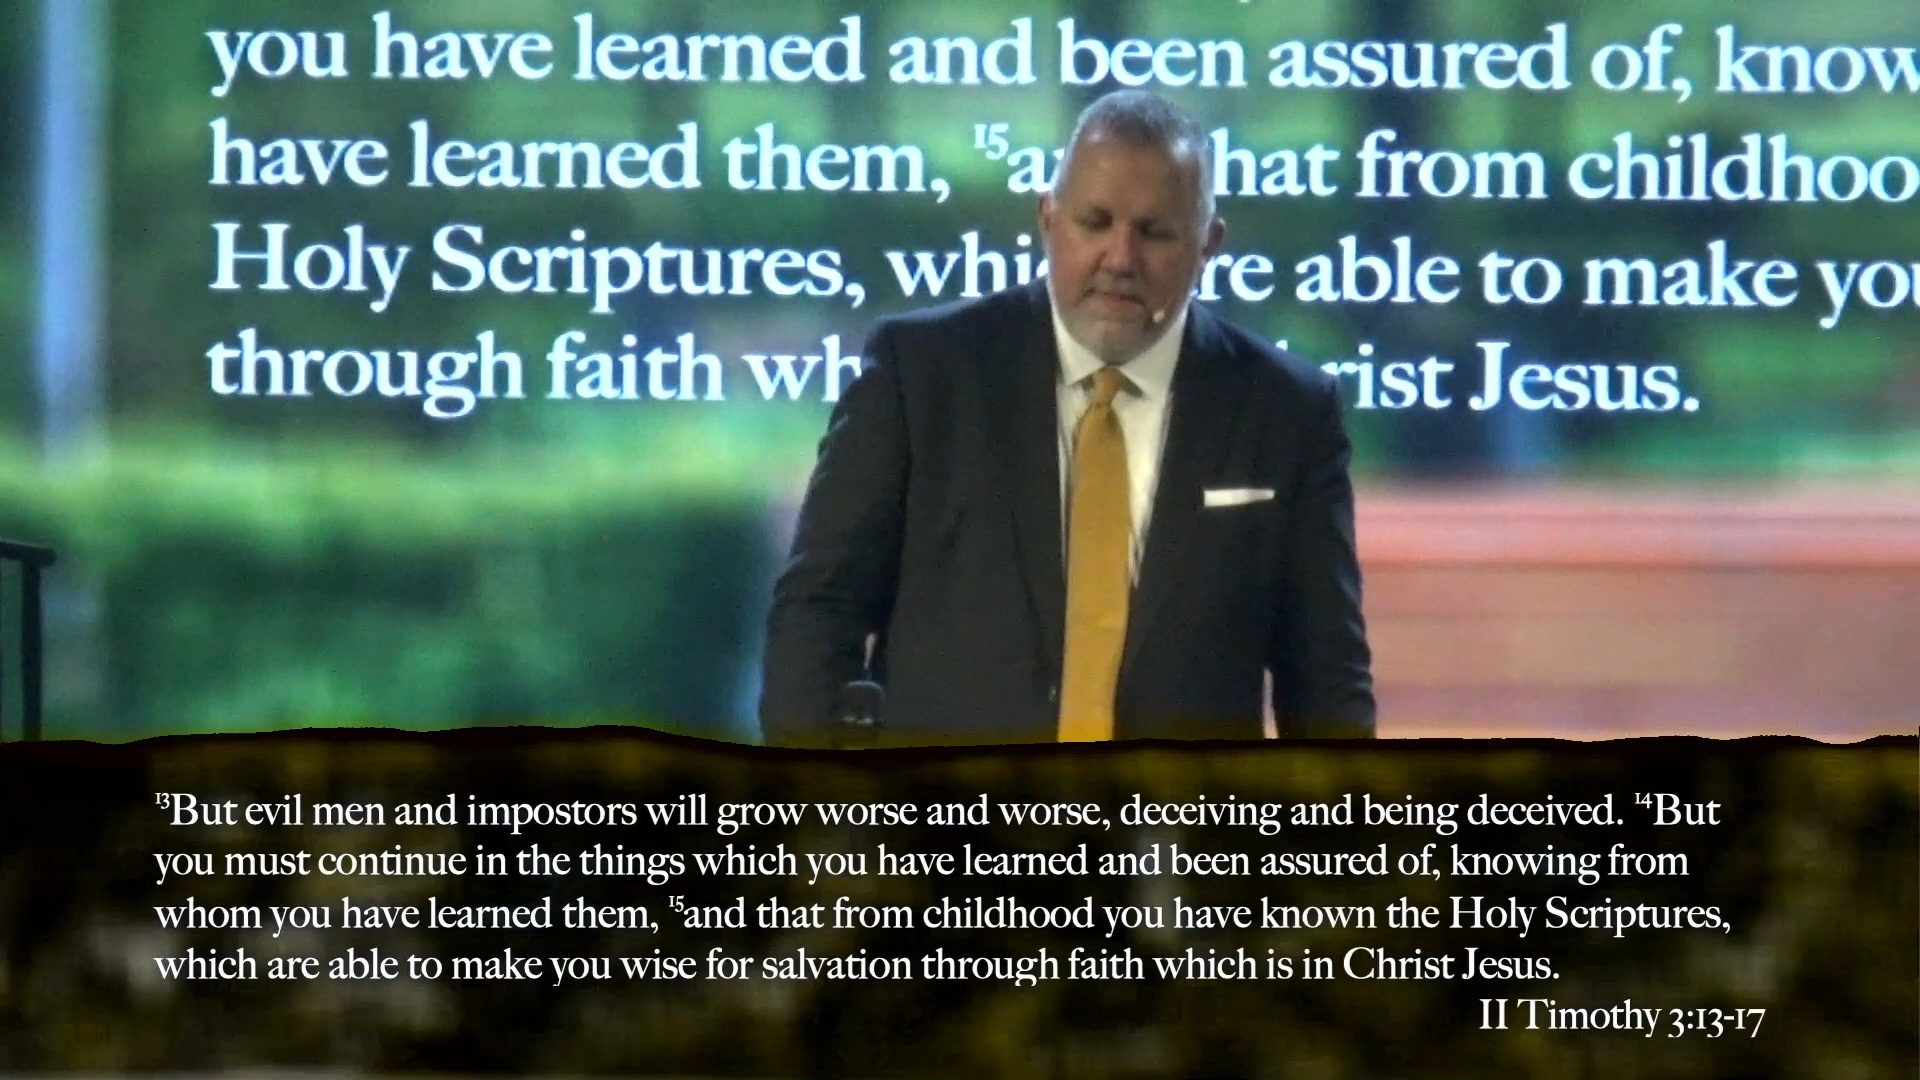 you have learned and been assured of, know
have learned them, ¹⁵a hat from childhoo
Holy Scriptures, whi re able to make you
through faith wh rist Jesus.
¹³But evil men and impostors will grow worse and worse, deceiving and being deceived. ¹⁴But
you must continue in the things which you have learned and been assured of, knowing from
whom you have learned them, ¹⁵and that from childhood you have known the Holy Scriptures,
which are able to make you wise for salvation through faith which is in Christ Jesus.
II Timothy 3:13-17